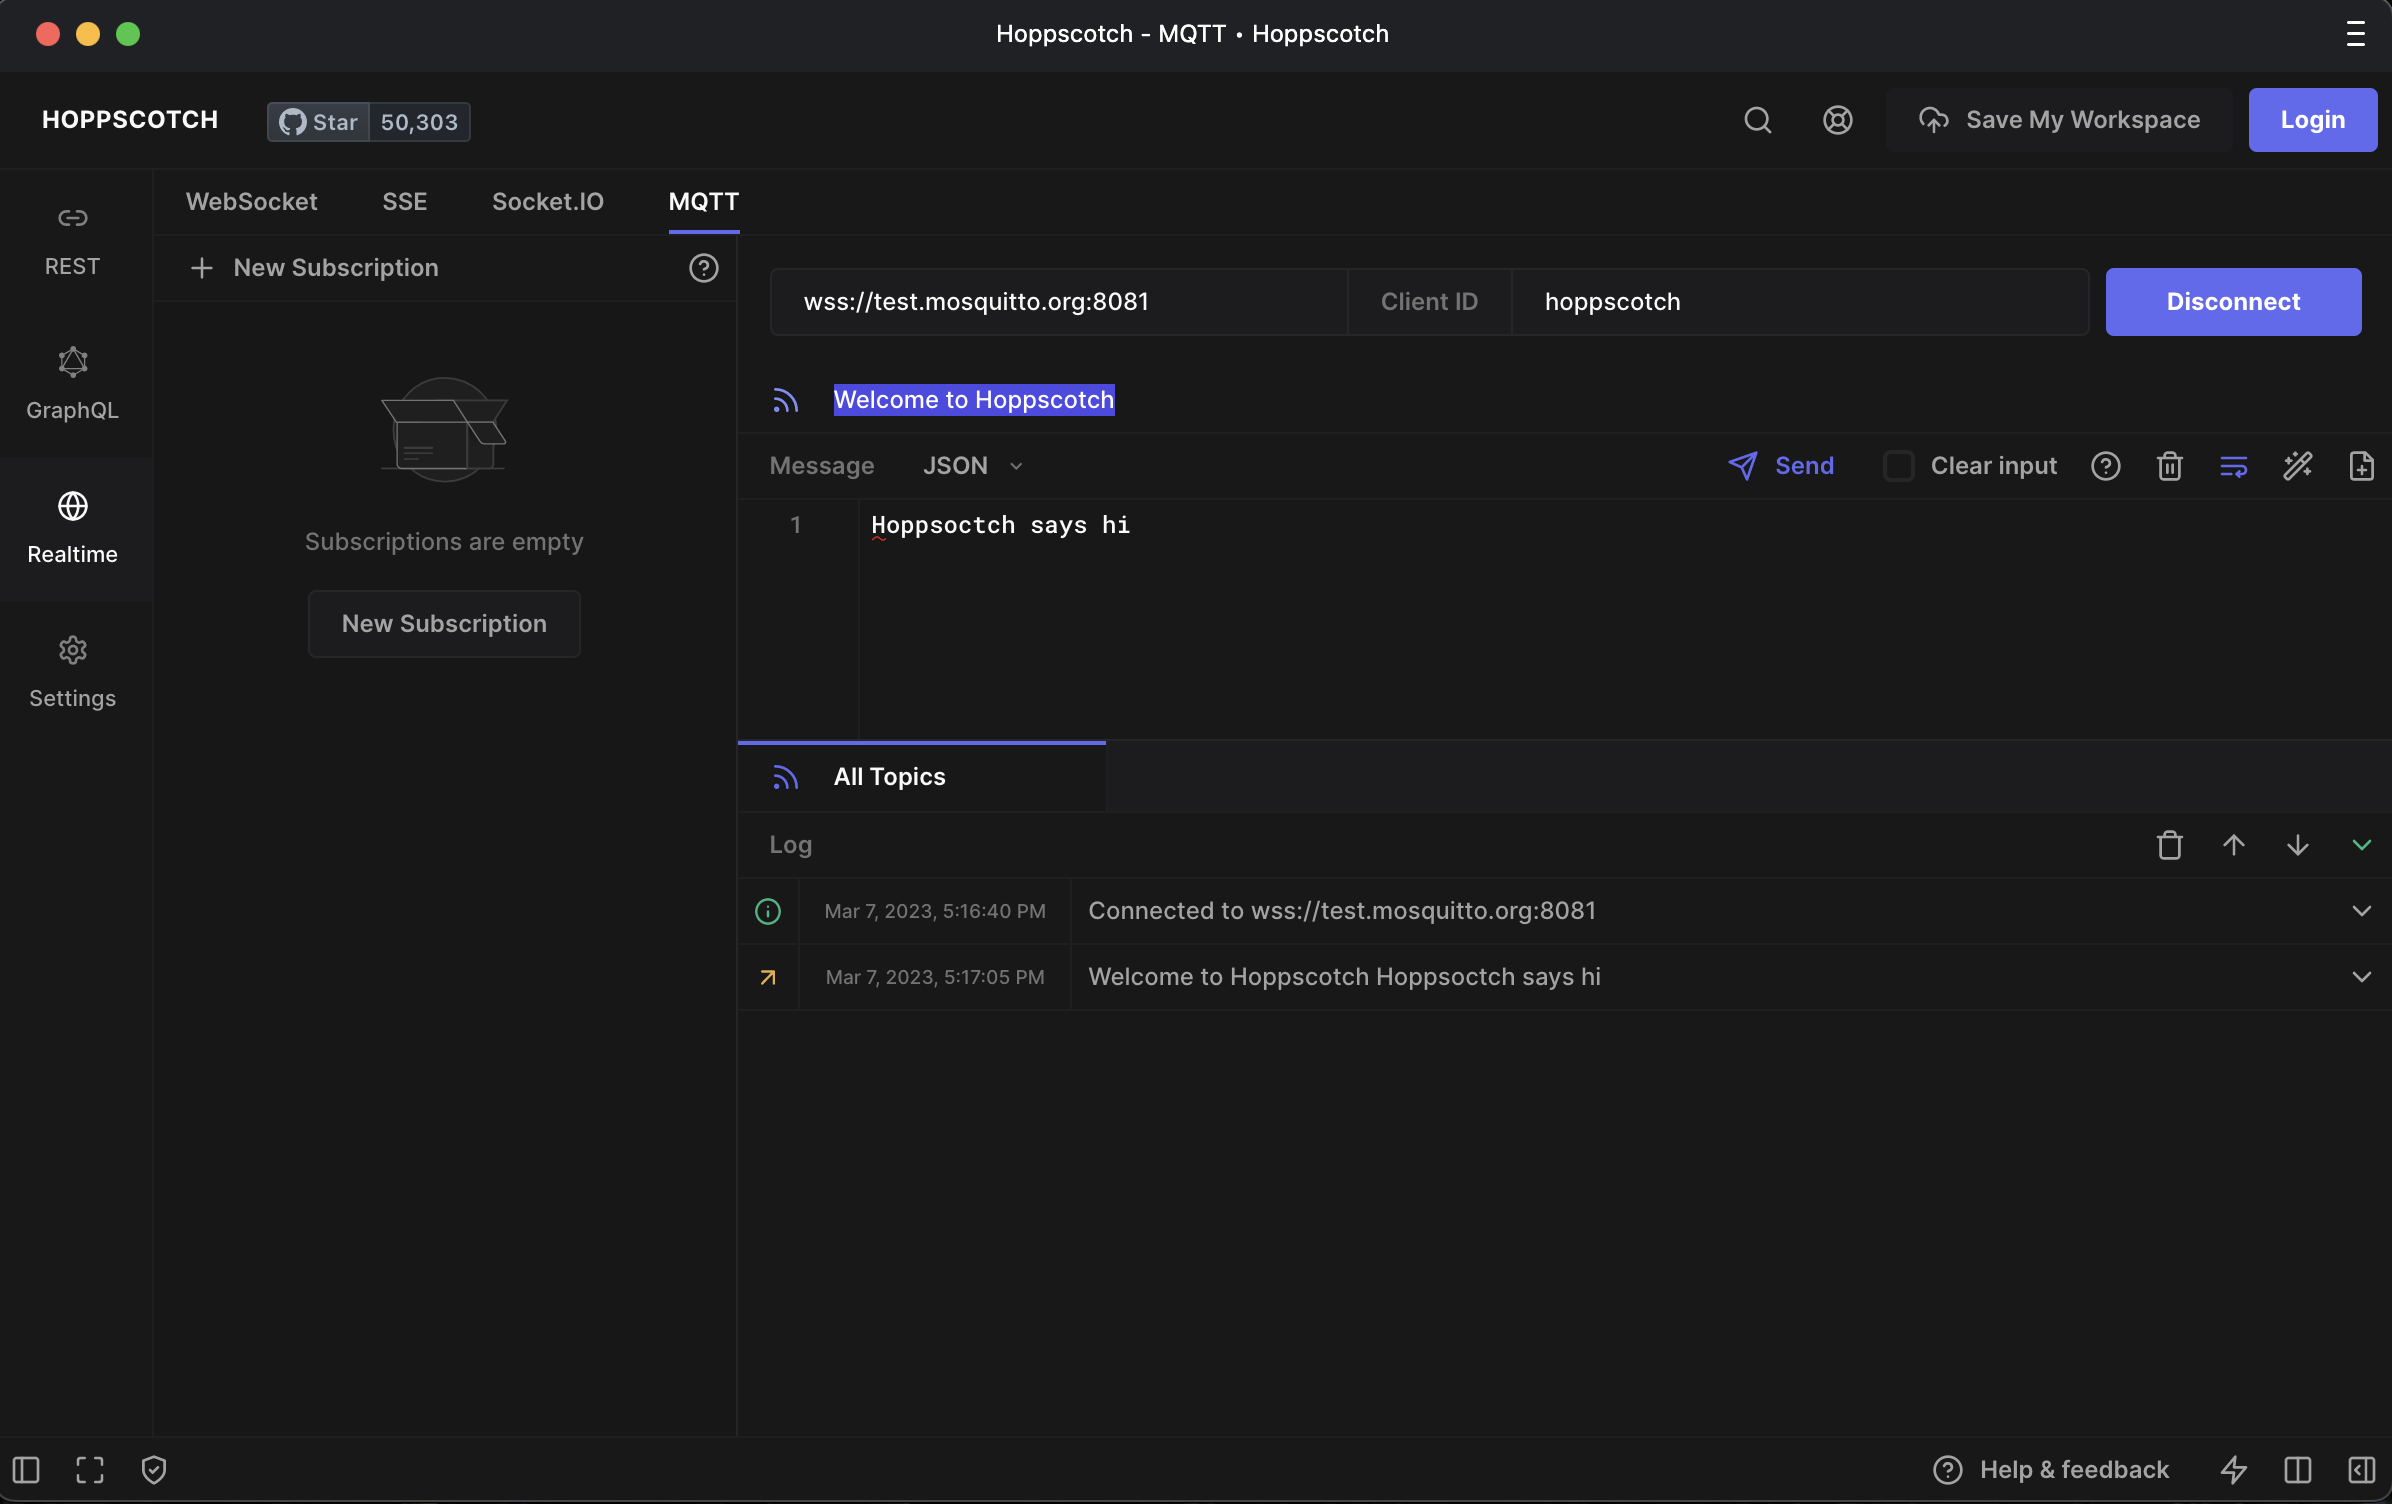 Hoppscotch - MQTT • Hoppscotch
HOPPSCOTCH
Star 50,303
Save My Workspace
Login
REST
GraphQL
Realtime
Settings
WebSocket SSE Socket.IO MQTT
New Subscription
Subscriptions are empty
New Subscription
wss://test.mosquitto.org:8081 Client ID hoppscotch Disconnect
Welcome to Hoppscotch
Message JSON Send Clear input
1 Hoppsoctch says hi
All Topics
Log
Mar 7, 2023, 5:16:40 PM Connected to wss://test.mosquitto.org:8081
Mar 7, 2023, 5:17:05 PM Welcome to Hoppscotch Hoppsoctch says hi
Help & feedback